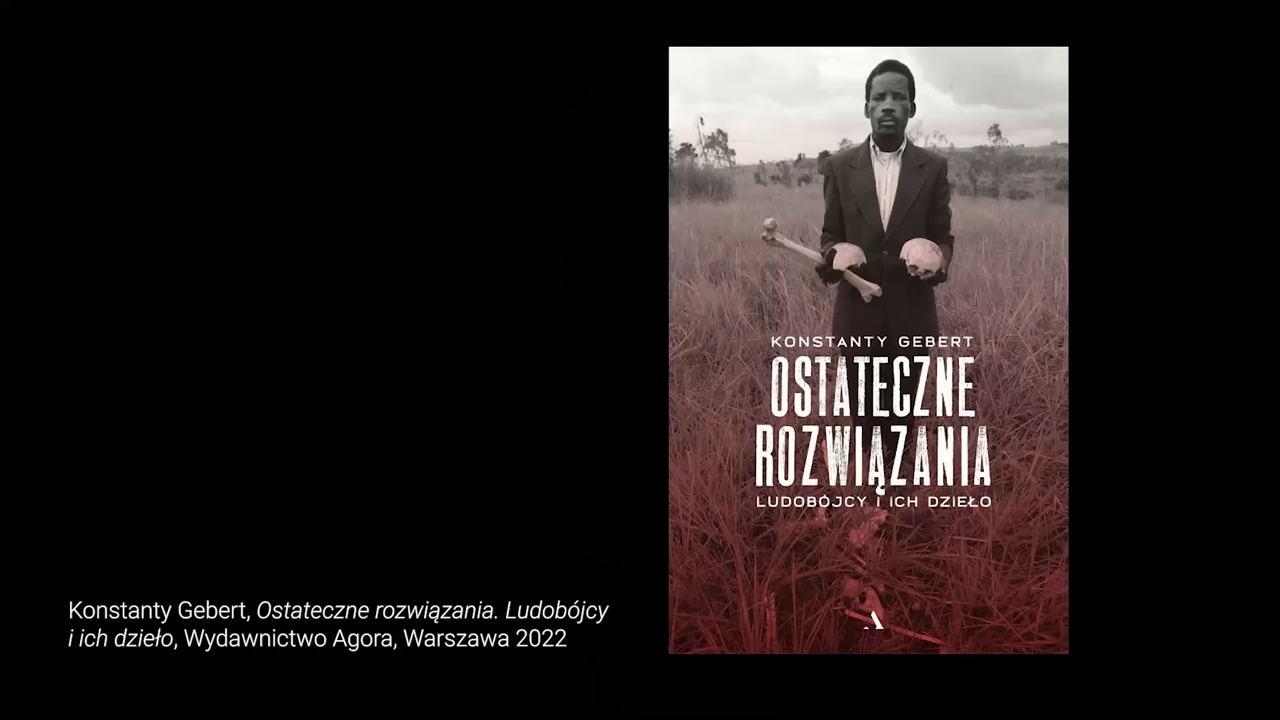 KONSTANTY GEBERT
OSTATECZNE
ROZWIĄZANIA
LUDOBÓJCY I ICH DZIEŁO
Konstanty Gebert, Ostateczne rozwiązania. Ludobójcy
i ich dzieło, Wydawnictwo Agora, Warszawa 2022